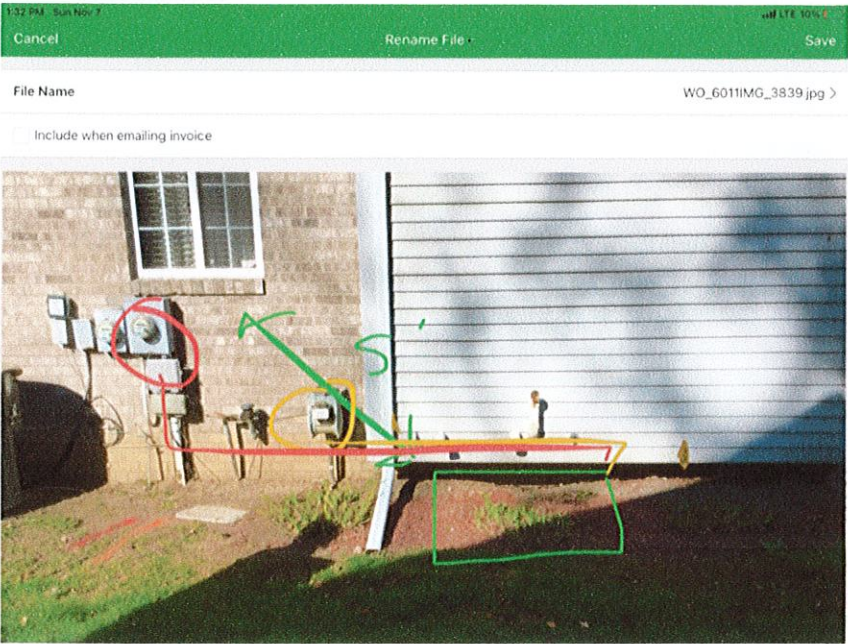 1:32 PM Sun Nov 7
LTE 10%
Cancel
Rename File
Save
File Name
WO_6011IMG_3839.jpg >
Include when emailing invoice
5'